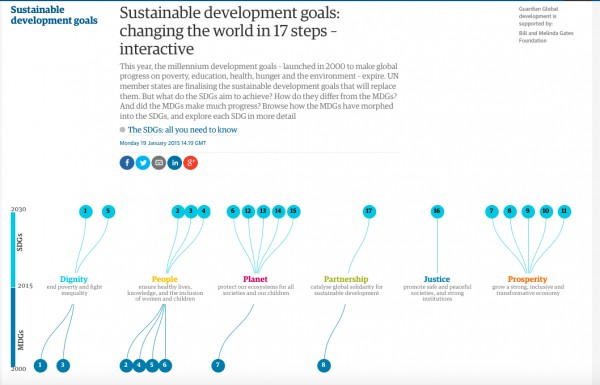 Sustainable
development goals
Sustainable development goals:
changing the world in 17 steps –
interactive
Guardian Global
development is
supported by:
Bill and Melinda Gates
Foundation
This year, the millennium development goals – launched in 2000 to make global
progress on poverty, education, health, hunger and the environment – expire. UN
member states are finalising the sustainable development goals that will replace
them. But what do the SDGs aim to achieve? How do they differ from the MDGs?
And did the MDGs make much progress? Browse how the MDGs have morphed
into the SDGs, and explore each SDG in more detail
The SDGs: all you need to know
Monday 19 January 2015 14.19 GMT
f in g+
2030
1 5 2 3 4 6 12 13 14 15 17 16 7 8 9 10 11
SDGs
Dignity
end poverty and fight
inequality
People
ensure healthy lives,
knowledge, and the inclusion
of women and children
Planet
protect our ecosystems for all
societies and our children
Partnership
catalyse global solidarity for
sustainable development
Justice
promote safe and peaceful
societies, and strong
institutions
Prosperity
grow a strong, inclusive and
transformative economy
2015
MDGs
1 3 2 4 5 6 7 8
2000